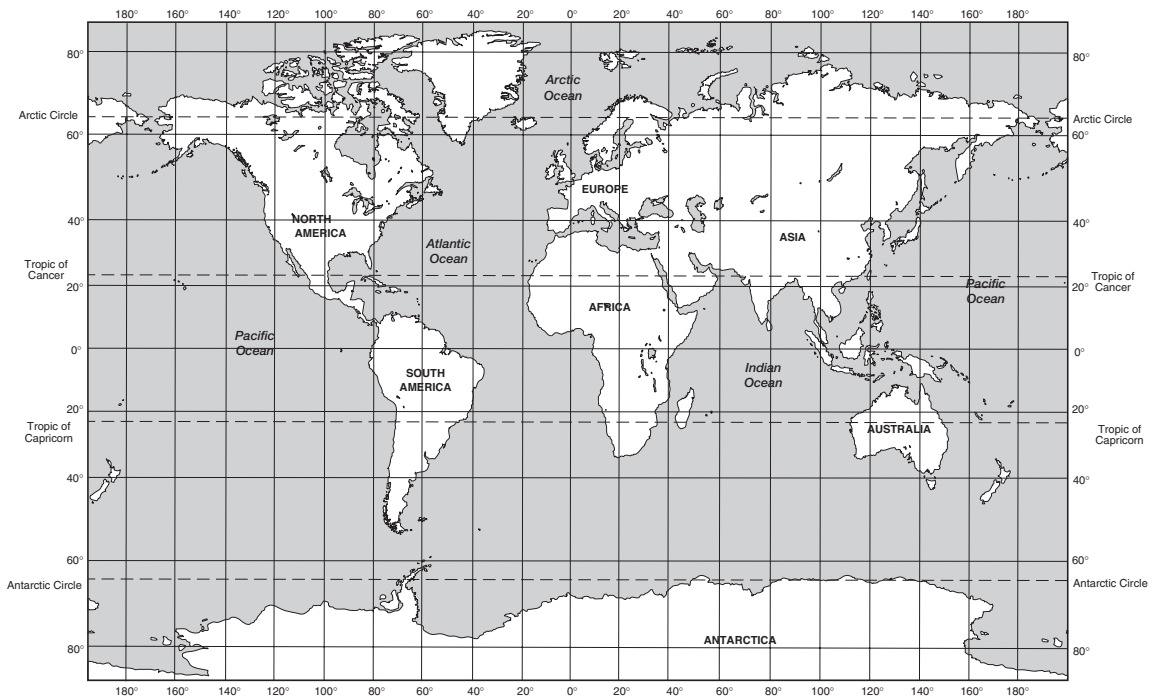 180° 160° 140° 120° 100° 80° 60° 40° 20° 0° 20° 40° 60° 80° 100° 120° 140° 160° 180°
80° 80°
Arctic
Ocean
Arctic Circle Arctic Circle
60° 60°
EUROPE
40° 40°
NORTH
AMERICA
ASIA
Atlantic
Ocean
Tropic of
Cancer
Tropic of
Cancer
20° 20°
Pacific
Ocean
AFRICA
Pacific
Ocean
0° 0°
Indian
Ocean
SOUTH
AMERICA
20° 20°
Tropic of
Capricorn
AUSTRALIA
Tropic of
Capricorn
40° 40°
60° 60°
Antarctic Circle Antarctic Circle
ANTARCTICA
80° 80°
180° 160° 140° 120° 100° 80° 60° 40° 20° 0° 20° 40° 60° 80° 100° 120° 140° 160° 180°